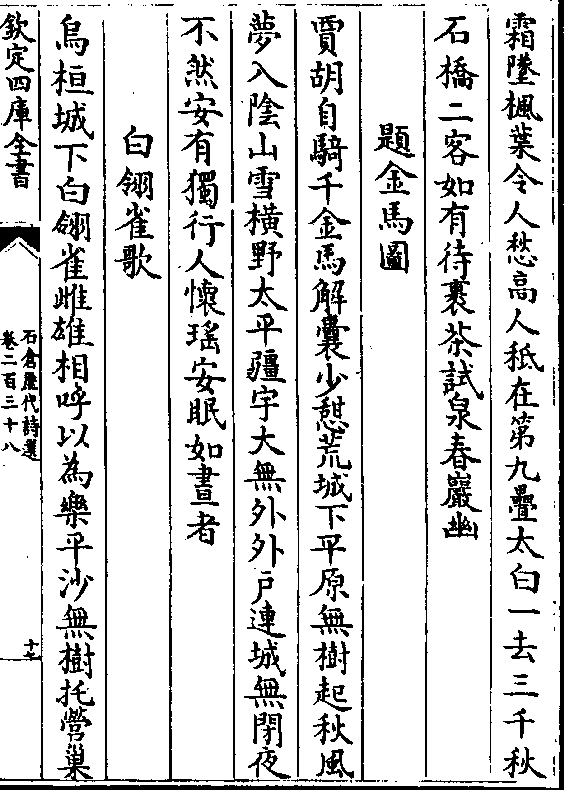 霜墜楓葉令人愁高人秪在第九疊太白一去三千秋
石橋二客如有待裹茶試泉春巖幽
題金馬圖
賈胡自騎千金馬解囊少憇荒城下平原無樹起秋風
夢入陰山雪橫野太平疆宇大無外外戸連城無閉夜
不然安有獨行人懷瑤安眠如晝者
白翎雀歌
烏桓城下白翎雀雌雄相呼以為樂平沙無樹托營巢
欽定四庫全書
石倉歷代詩選
卷二百三十八
十七